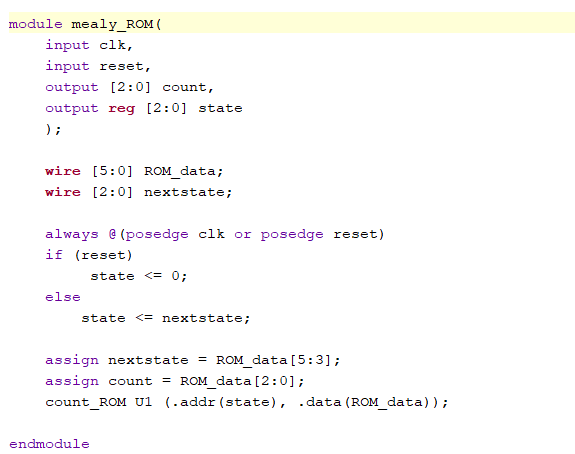 module mealy_ROM(
    input clk,
    input reset,
    output [2:0] count,
    output reg [2:0] state
    );
    wire [5:0] ROM_data;
    wire [2:0] nextstate;
    always @(posedge clk or posedge reset)
    if (reset)
         state <= 0;
    else
        state <= nextstate;
    assign nextstate = ROM_data[5:3];
    assign count = ROM_data[2:0];
    count_ROM U1 (.addr(state), .data(ROM_data));
endmodule